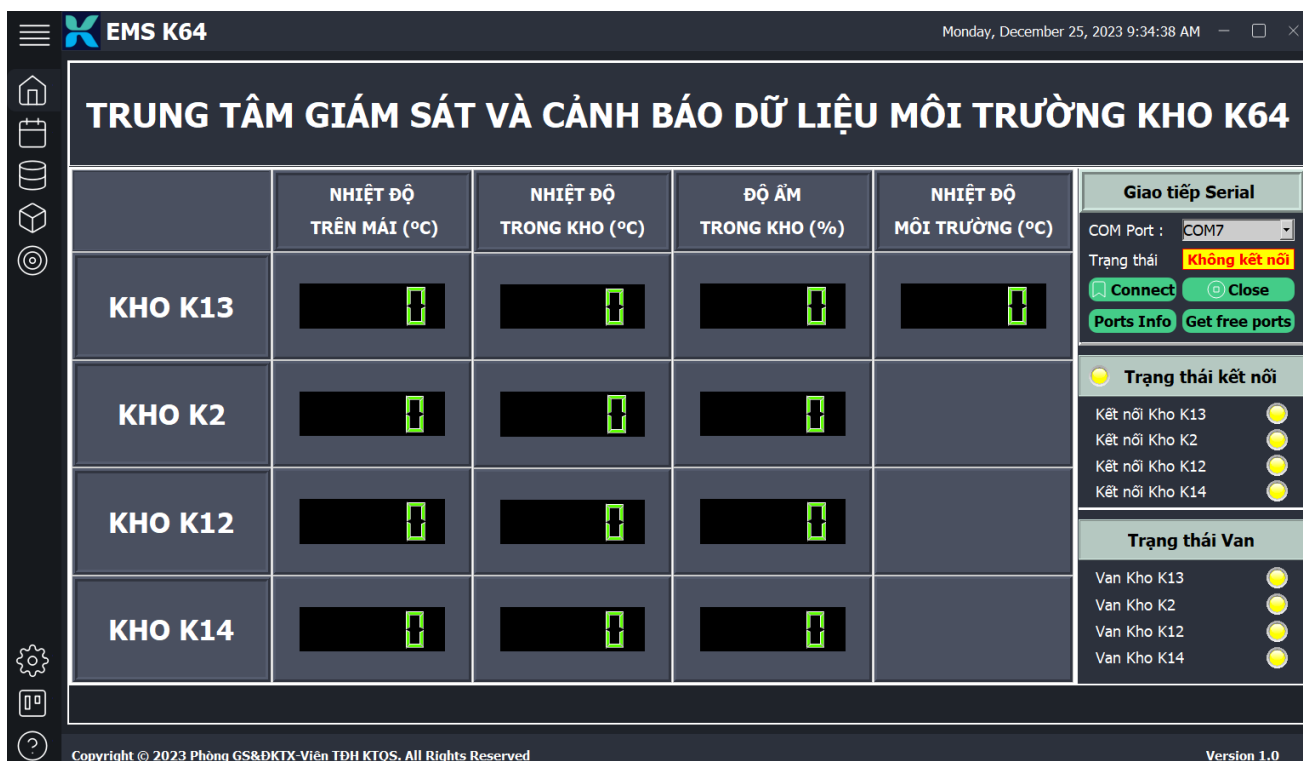 EMS K64
Monday, December 25, 2023 9:34:38 AM
TRUNG TÂM GIÁM SÁT VÀ CẢNH BÁO DỮ LIỆU MÔI TRƯỜNG KHO K64
NHIỆT ĐỘ
TRÊN MÁI (ºC)
NHIỆT ĐỘ
TRONG KHO (ºC)
ĐỘ ẨM
TRONG KHO (%)
NHIỆT ĐỘ
MÔI TRƯỜNG (ºC)
KHO K13 0 0 0 0
KHO K2 0 0 0
KHO K12 0 0 0
KHO K14 0 0 0
Giao tiếp Serial
COM Port : COM7
Trạng thái Không kết nối
Connect Close
Ports Info Get free ports
Trạng thái kết nối
Kết nối Kho K13
Kết nối Kho K2
Kết nối Kho K12
Kết nối Kho K14
Trạng thái Van
Van Kho K13
Van Kho K2
Van Kho K12
Van Kho K14
Copyright © 2023 Phòng GS&ĐKTX-Viện TĐH KTQS. All Rights Reserved
Version 1.0